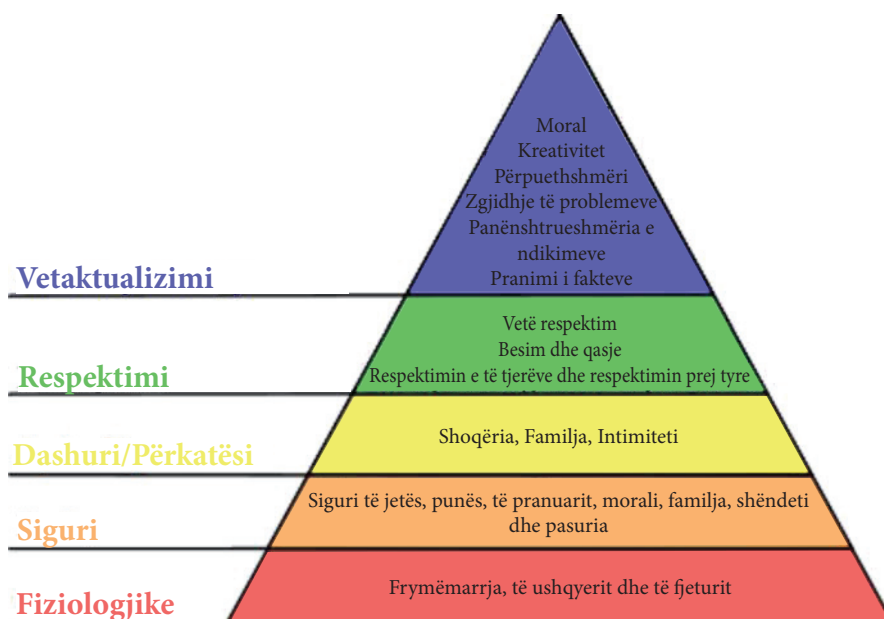 Moral
Kreativitet
Përpuethshmëri
Zgjidhje të problemeve
Panënshtrueshmëria e
ndikimeve
Pranimi i fakteve
Vetaktualizimi
Vetë respektim
Besim dhe qasje
Respektimin e të tjerëve dhe respektimin prej tyre
Respektimi
Shoqëria, Familja, Intimiteti
Dashuri/Përkatësi
Siguri të jetës, punës, të pranuarit, morali, familja, shëndeti
dhe pasuria
Siguri
Frymëmarrja, të ushqyerit dhe të fjeturit
Fiziologjike